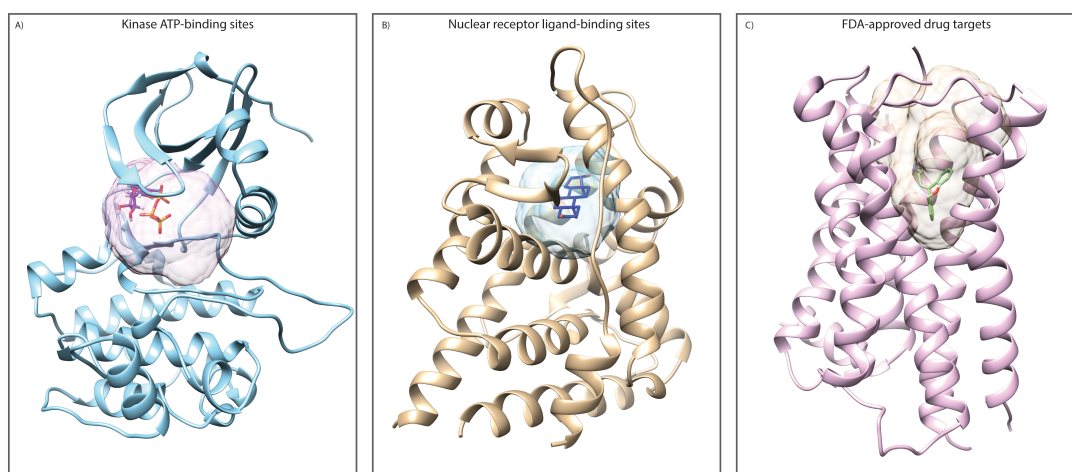 A)
Kinase ATP-binding sites
B)
Nuclear receptor ligand-binding sites
C)
FDA-approved drug targets